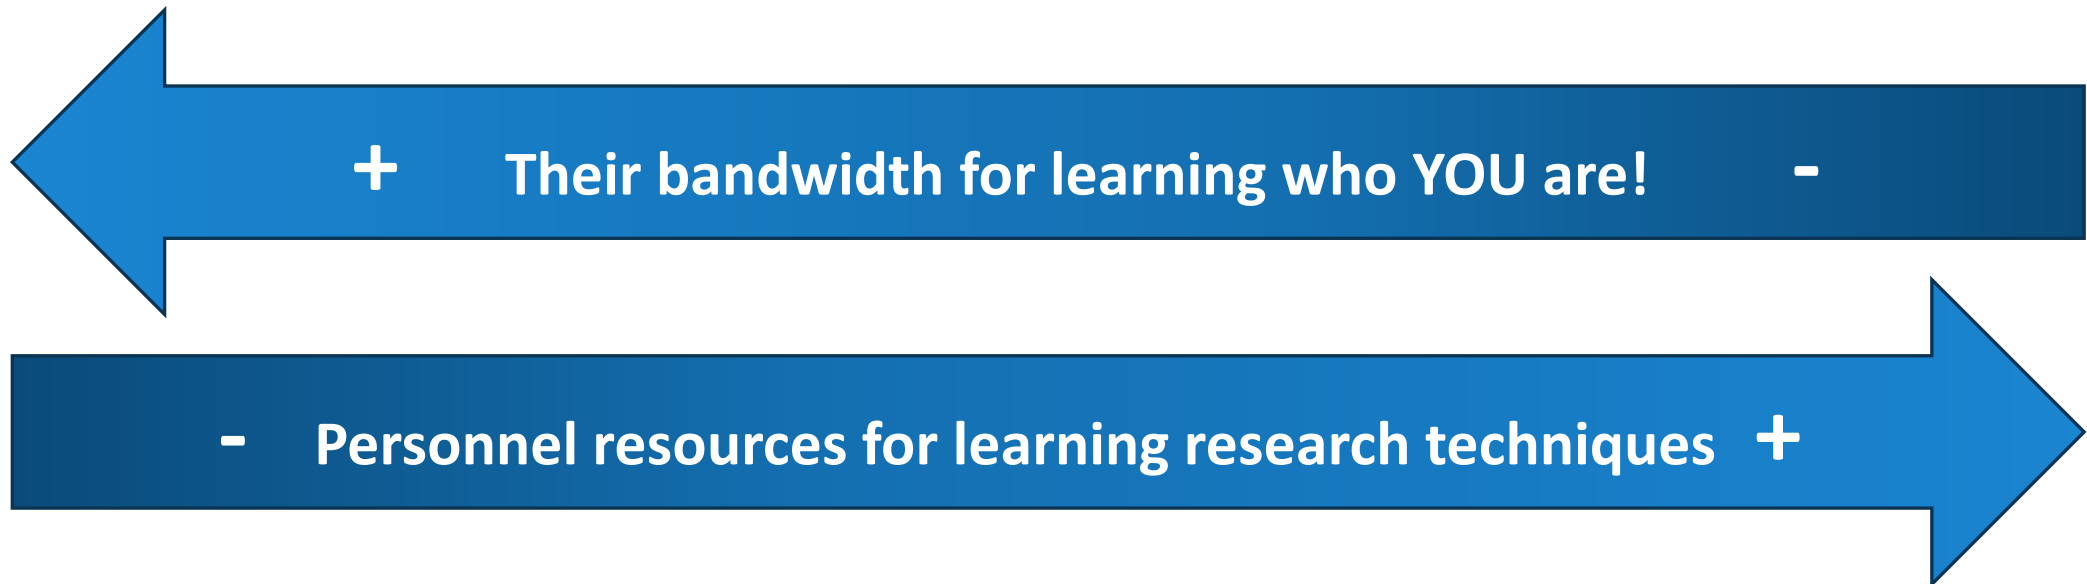 + Their bandwidth for learning who YOU are! -
- Personnel resources for learning research techniques +